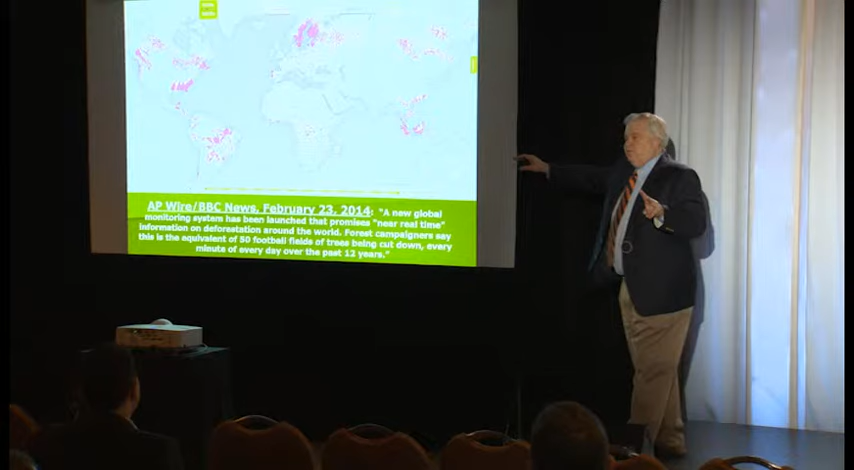 AP Wire/BBC News, February 23, 2014: "A new global
monitoring system has been launched that promises "near real time"
information on deforestation around the world. Forest campaigners say
this is the equivalent of 50 football fields of trees being cut down, every
minute of every day over the past 12 years."